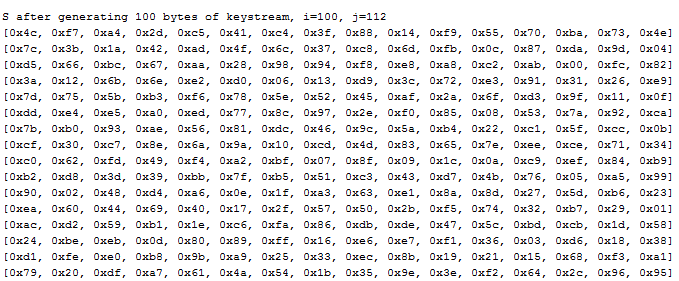 S after generating 100 bytes of keystream, i=100, j=112
[0x4c, 0xf7, 0xa4, 0x2d, 0xc5, 0x41, 0xc4, 0x3f, 0x88, 0x14, 0xf9, 0x55, 0x70, 0xba, 0x73, 0x4e]
[0x7c, 0x3b, 0x1a, 0x42, 0xad, 0x4f, 0x6c, 0x37, 0xc8, 0x6d, 0xfb, 0x0c, 0x87, 0xda, 0x9d, 0x04]
[0xd5, 0x66, 0xbc, 0x67, 0xaa, 0x28, 0x98, 0x94, 0xf8, 0xe8, 0xa8, 0xc2, 0xab, 0x00, 0xfc, 0x82]
[0x3a, 0x12, 0x6b, 0x6e, 0xe2, 0xd0, 0x06, 0x13, 0xd9, 0x3c, 0x72, 0xe3, 0x91, 0x31, 0x26, 0xe9]
[0x7d, 0x75, 0x5b, 0xb3, 0xf6, 0x78, 0x5e, 0x52, 0x45, 0xaf, 0x2a, 0x6f, 0xd3, 0x9f, 0x11, 0x0f]
[0xdd, 0xe4, 0xe5, 0xa0, 0xed, 0x77, 0x8c, 0x97, 0x2e, 0xf0, 0x85, 0x08, 0x53, 0x7a, 0x92, 0xca]
[0x7b, 0xb0, 0x93, 0xae, 0x56, 0x81, 0xdc, 0x46, 0x9c, 0x5a, 0xb4, 0x22, 0xc1, 0x5f, 0xcc, 0x0b]
[0xcf, 0x30, 0xc7, 0x8e, 0x6a, 0x9a, 0x10, 0xcd, 0x4d, 0x83, 0x65, 0x7e, 0xee, 0xce, 0x71, 0x34]
[0xc0, 0x62, 0xfd, 0x49, 0xf4, 0xa2, 0xbf, 0x07, 0x8f, 0x09, 0x1c, 0x0a, 0xc9, 0xef, 0x84, 0xb9]
[0xb2, 0xd8, 0x3d, 0x39, 0xbb, 0x7f, 0xb5, 0x51, 0xc3, 0x43, 0xd7, 0x4b, 0x76, 0x05, 0xa5, 0x99]
[0x90, 0x02, 0x48, 0xd4, 0xa6, 0x0e, 0x1f, 0xa3, 0x63, 0xe1, 0x8a, 0x8d, 0x27, 0x5d, 0xb6, 0x23]
[0xea, 0x60, 0x44, 0x69, 0x40, 0x17, 0x2f, 0x57, 0x50, 0x2b, 0xf5, 0x74, 0x32, 0xb7, 0x29, 0x01]
[0xac, 0xd2, 0x59, 0xb1, 0x1e, 0xc6, 0xfa, 0x86, 0xdb, 0xde, 0x47, 0x5c, 0xbd, 0xcb, 0x1d, 0x58]
[0x24, 0xbe, 0xeb, 0x0d, 0x80, 0x89, 0xff, 0x16, 0xe6, 0xe7, 0xf1, 0x36, 0x03, 0xd6, 0x18, 0x38]
[0xd1, 0xfe, 0xe0, 0xb8, 0x9b, 0xa9, 0x25, 0x33, 0xec, 0x8b, 0x19, 0x21, 0x15, 0x68, 0xf3, 0xa1]
[0x79, 0x20, 0xdf, 0xa7, 0x61, 0x4a, 0x54, 0x1b, 0x35, 0x9e, 0x3e, 0xf2, 0x64, 0x2c, 0x96, 0x95]